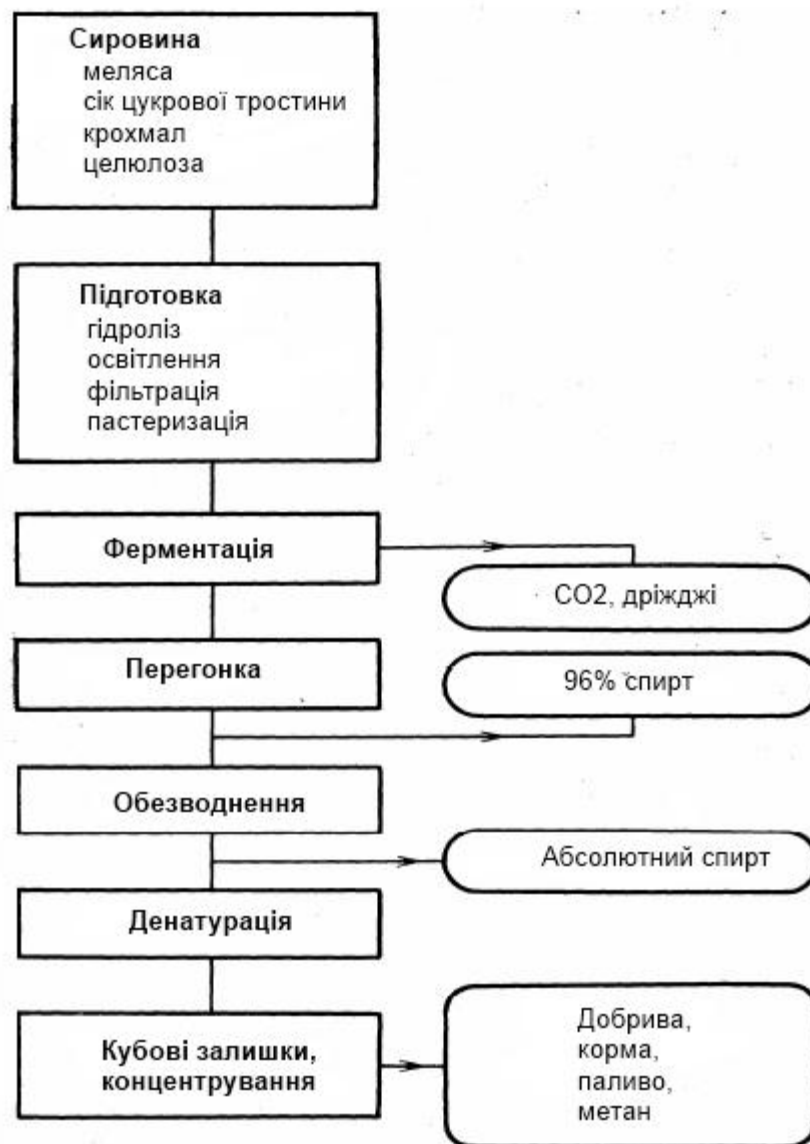 Сировина
меляса
сік цукрової тростини
крохмал
целюлоза
Підготовка
гідроліз
освітлення
фільтрація
пастеризація
Ферментація
СО2, дріжджі
Перегонка
96% спирт
Обезводнення
Абсолютний спирт
Денатурація
Кубові залишки,
концентрування
Добрива,
корма,
паливо,
метан